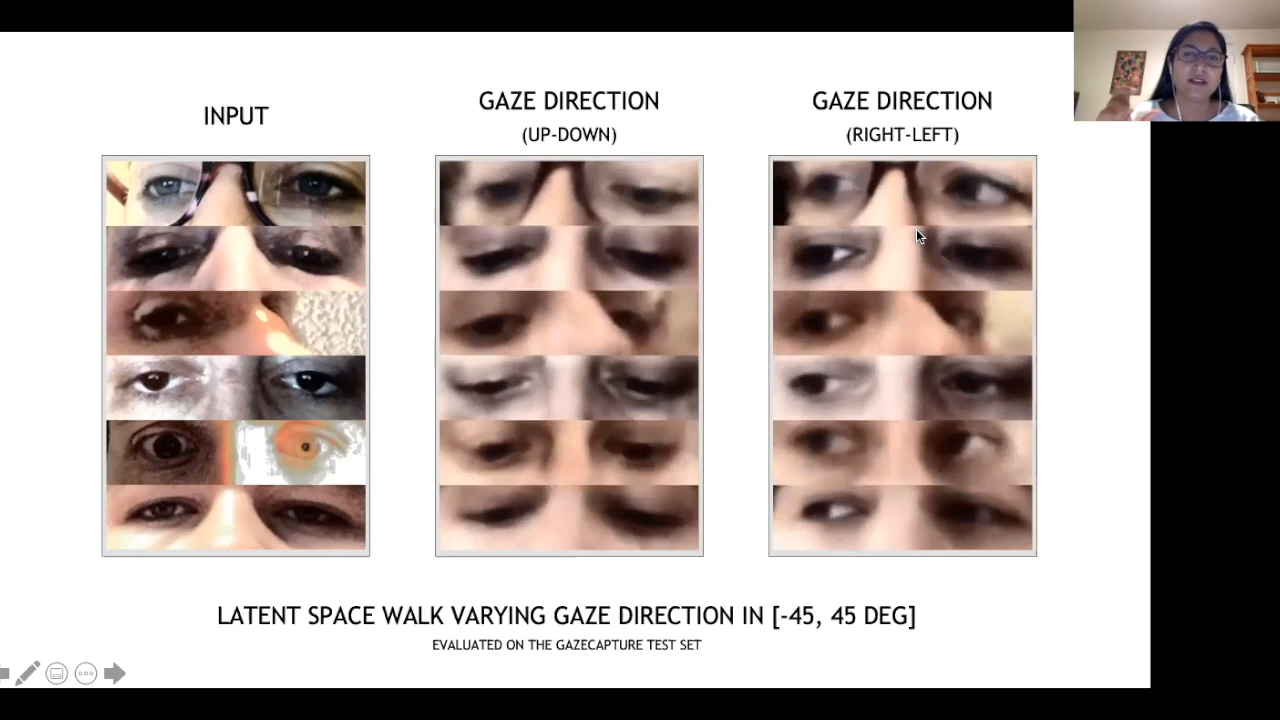 INPUT
GAZE DIRECTION
(UP-DOWN)
GAZE DIRECTION
(RIGHT-LEFT)
LATENT SPACE WALK VARYING GAZE DIRECTION IN [-45, 45 DEG]
EVALUATED ON THE GAZECAPTURE TEST SET